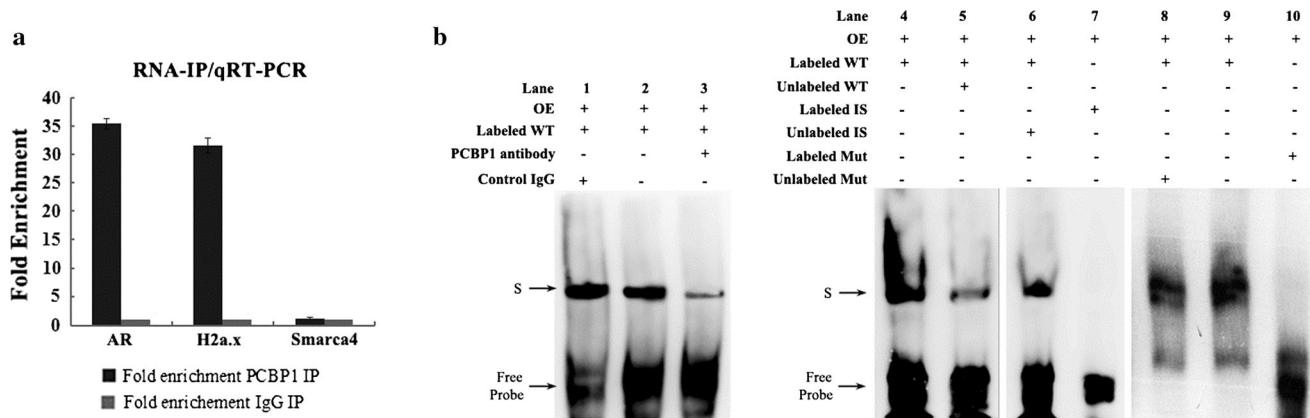 a
RNA-IP/qRT-PCR
Fold Enrichment
40
35
30
25
20
15
10
5
0
AR H2a.x Smarca4
Fold enrichment PCBP1 IP
Fold enrichement IgG IP
b
Lane 1 2 3
OE + + +
Labeled WT + + +
PCBP1 antibody - - +
Control IgG + - -
S
Free
Probe
Lane 4 5 6 7 8 9 10
OE + + + + + + +
Labeled WT + + + - + + -
Unlabeled WT - + - - - - -
Labeled IS - - - + - - -
Unlabeled IS - - + - - - -
Labeled Mut - - - - - - +
Unlabeled Mut - - - - + - -
S
Free
Probe